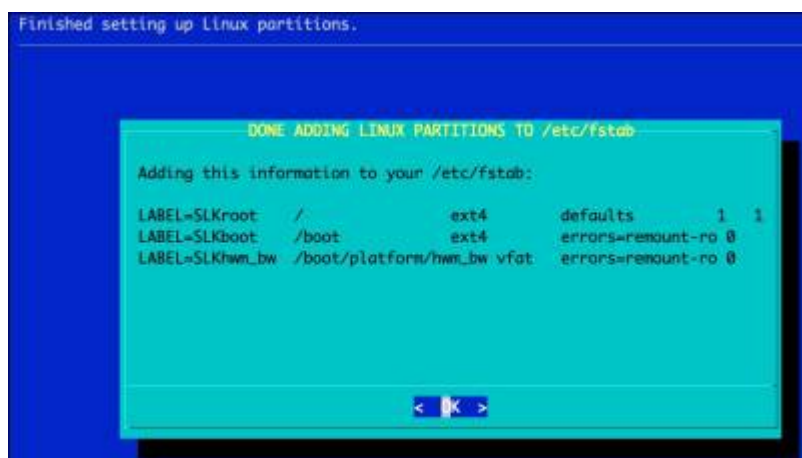 Finished setting up Linux partitions.
DONE ADDING LINUX PARTITIONS TO /etc/fstab
Adding this information to your /etc/fstab:
LABEL=SLKroot / ext4 defaults 1 1
LABEL=SLKboot /boot ext4 errors=remount-ro 0
LABEL=SLKhwm_bw /boot/platform/hwm_bw vfat errors=remount-ro 0
< OK >